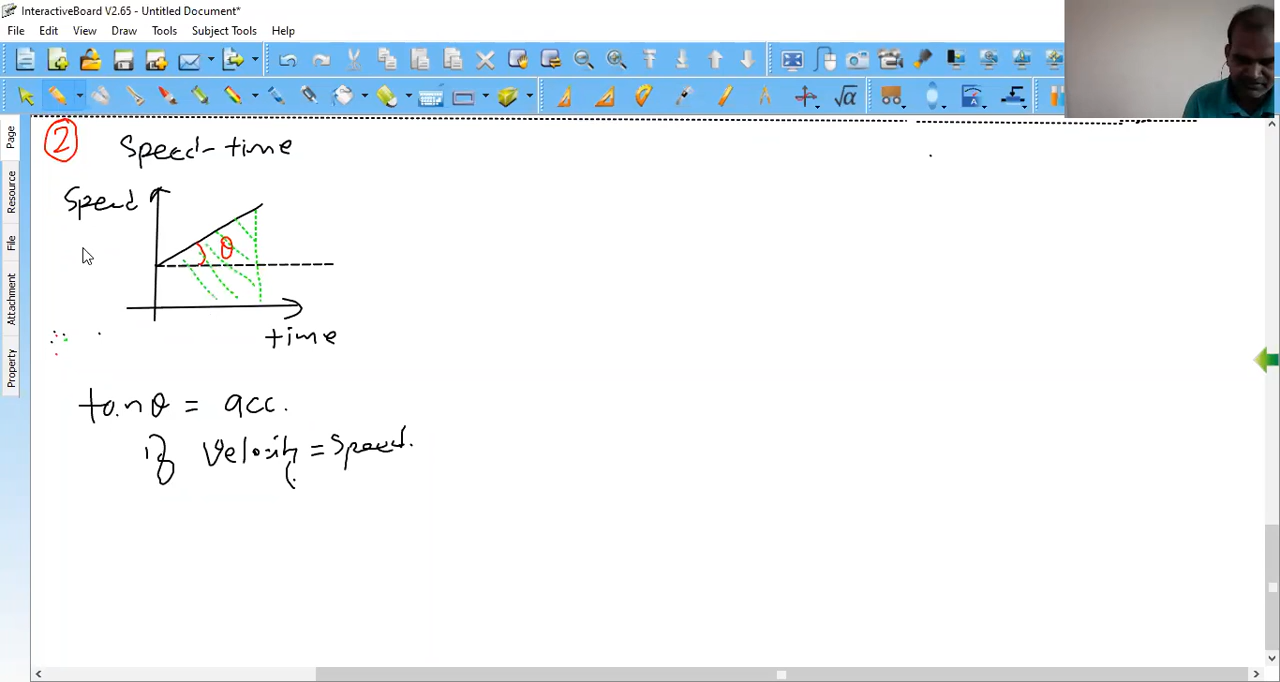 InteractiveBoard V2.65 - Untitled Document*
File Edit View Draw Tools Subject Tools Help
Page
Resource
File
Attachment
Property
2 Speed-time
Speed
θ
time
tanθ = acc.
if Velocity = Speed.